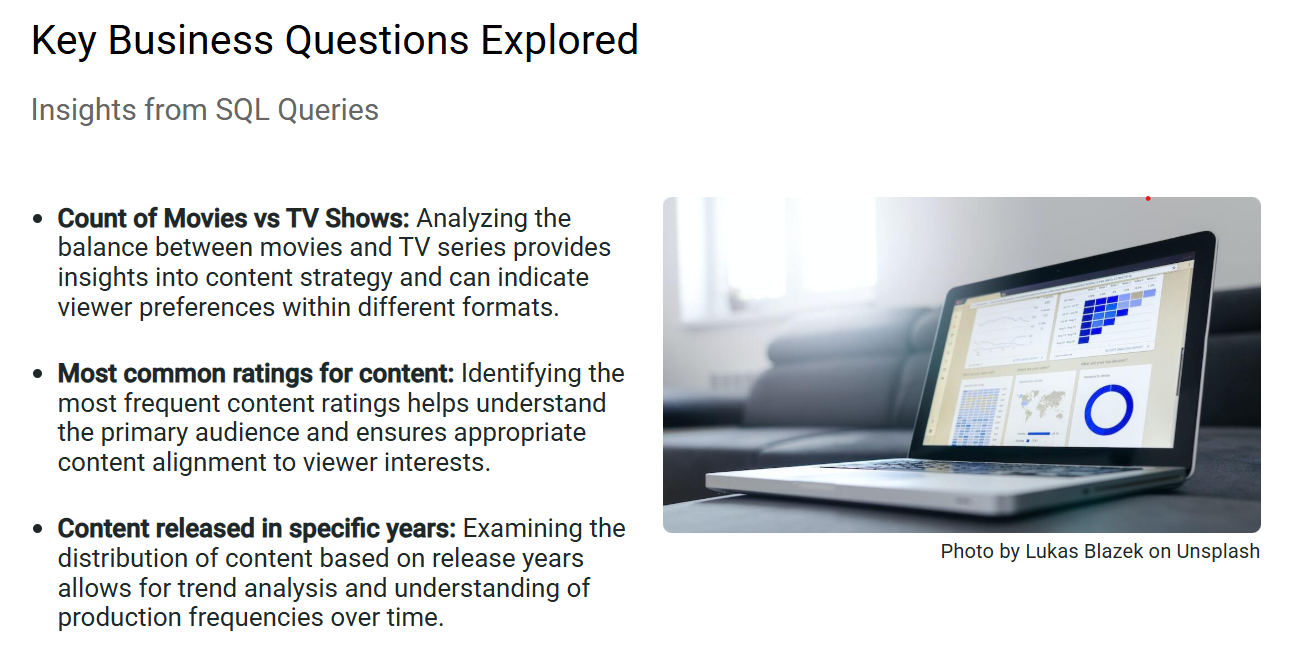 Key Business Questions Explored
Insights from SQL Queries
Count of Movies vs TV Shows: Analyzing the
balance between movies and TV series provides
insights into content strategy and can indicate
viewer preferences within different formats.
Most common ratings for content: Identifying the
most frequent content ratings helps understand
the primary audience and ensures appropriate
content alignment to viewer interests.
Content released in specific years: Examining the
distribution of content based on release years
allows for trend analysis and understanding of
production frequencies over time.
Photo by Lukas Blazek on Unsplash